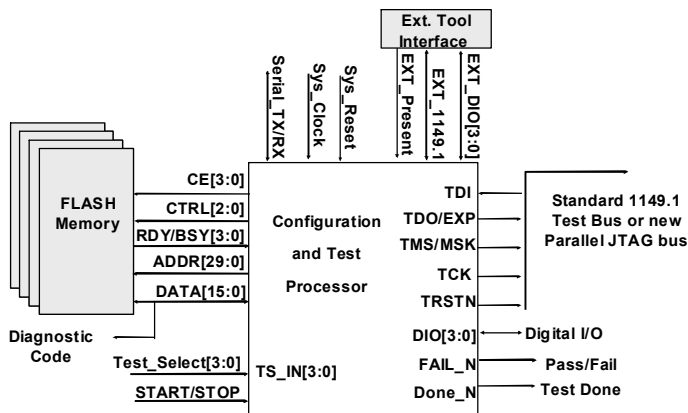 Ext. Tool
Interface
Serial_TX/RX
Sys_Clock
Sys_Reset
EXT_Present
EXT_1149.1
EXT_DIO[3:0]
FLASH
Memory
CE[3:0]
CTRL[2:0]
RDY/BSY[3:0]
ADDR[29:0]
DATA[15:0]
Diagnostic
Code
Test_Select[3:0]
START/STOP
TS_IN[3:0]
Configuration
and Test
Processor
TDI
TDO/EXP
TMS/MSK
TCK
TRSTN
DIO[3:0]
FAIL_N
Done_N
Standard 1149.1
Test Bus or new
Parallel JTAG bus
Digital I/O
Pass/Fail
Test Done